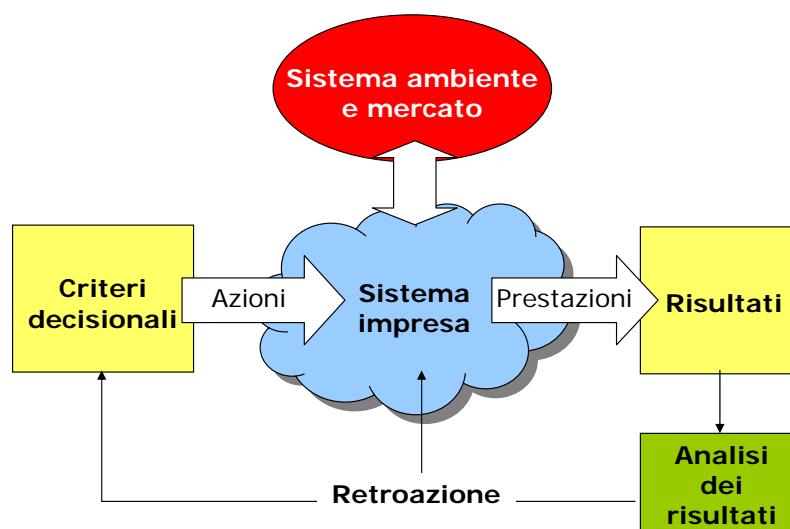 Sistema ambiente
e mercato
Criteri
decisionali
Azioni
Sistema
impresa
Prestazioni
Risultati
Analisi
dei
risultati
Retroazione